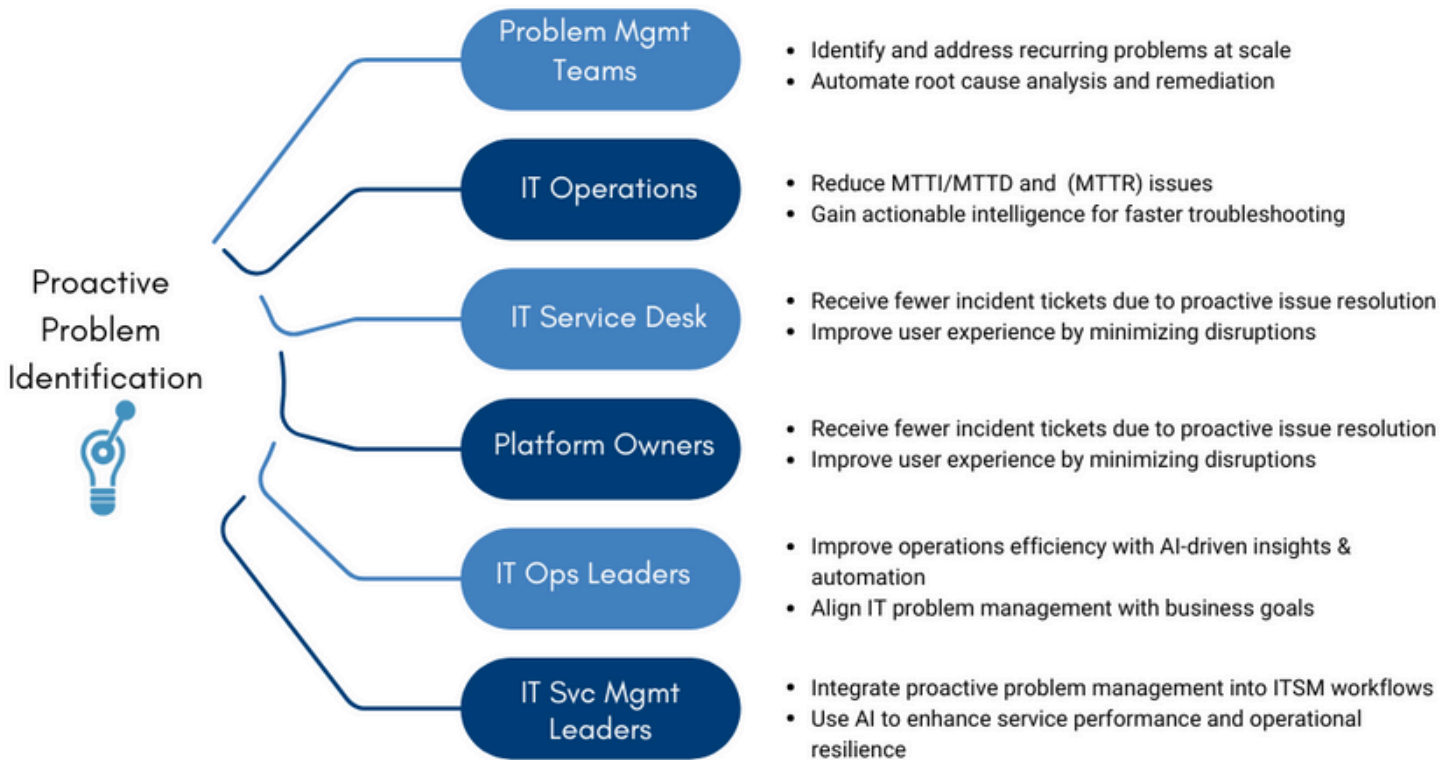 Proactive
Problem
Identification
Problem Mgmt
Teams
• Identify and address recurring problems at scale
• Automate root cause analysis and remediation
IT Operations
• Reduce MTTI/MTTD and  (MTTR) issues
• Gain actionable intelligence for faster troubleshooting
IT Service Desk
• Receive fewer incident tickets due to proactive issue resolution
• Improve user experience by minimizing disruptions
Platform Owners
• Receive fewer incident tickets due to proactive issue resolution
• Improve user experience by minimizing disruptions
IT Ops Leaders
• Improve operations efficiency with AI-driven insights &
automation
• Align IT problem management with business goals
IT Svc Mgmt
Leaders
• Integrate proactive problem management into ITSM workflows
• Use AI to enhance service performance and operational
resilience